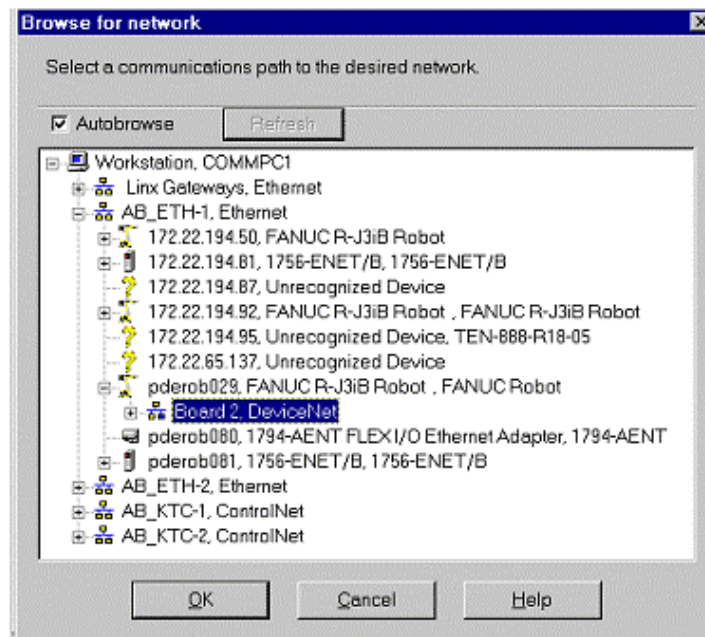 Browse for network
Select a communications path to the desired network.
Autobrowse
Refresh
Workstation, COMMPC1
Linx Gateways, Ethernet
AB_ETH-1, Ethernet
172.22.194.50, FANUC R-J3iB Robot
172.22.194.81, 1756-ENET/B, 1756-ENET/B
172.22.194.87, Unrecognized Device
172.22.194.92, FANUC R-J3iB Robot , FANUC R-J3iB Robot
172.22.194.95, Unrecognized Device, TEN-888-R18-05
172.22.65.137, Unrecognized Device
pderob029, FANUC R-J3iB Robot , FANUC Robot
Board 2, DeviceNet
pderob080, 1794-AENT FLEX I/O Ethernet Adapter, 1794-AENT
pderob081, 1756-ENET/B, 1756-ENET/B
AB_ETH-2, Ethernet
AB_KTC-1, ControlNet
AB_KTC-2, ControlNet
OK
Cancel
Help